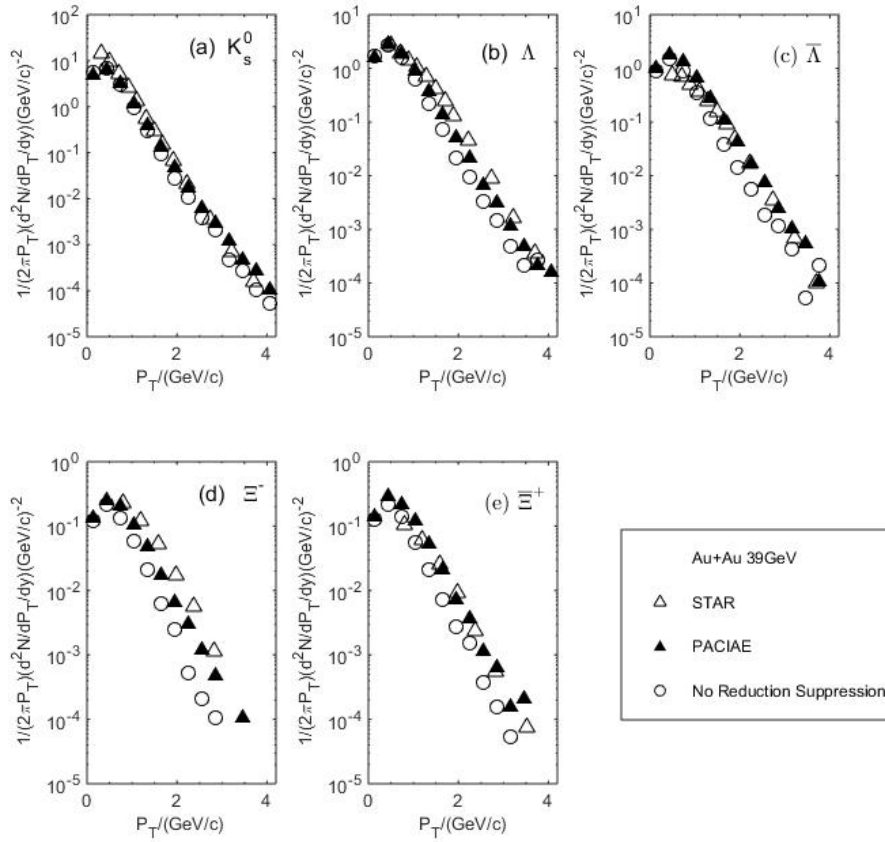 (a) K_s^0
10^2
10^1
10^0
10^-1
10^-2
10^-3
10^-4
10^-5
0 2 4
P_T/(GeV/c)
1/(2πP_T)(d^2N/dP_T/dy)(GeV/c)^-2
(b) Λ
10^1
10^0
10^-1
10^-2
10^-3
10^-4
10^-5
0 2 4
P_T/(GeV/c)
1/(2πP_T)(d^2N/dP_T/dy)(GeV/c)^-2
(c) Λ̅
10^1
10^0
10^-1
10^-2
10^-3
10^-4
10^-5
0 2 4
P_T/(GeV/c)
1/(2πP_T)(d^2N/dP_T/dy)(GeV/c)^-2
(d) Ξ^-
10^0
10^-1
10^-2
10^-3
10^-4
10^-5
0 2 4
P_T/(GeV/c)
1/(2πP_T)(d^2N/dP_T/dy)(GeV/c)^-2
(e) Ξ̅^+
10^0
10^-1
10^-2
10^-3
10^-4
10^-5
0 2 4
P_T/(GeV/c)
1/(2πP_T)(d^2N/dP_T/dy)(GeV/c)^-2
Au+Au 39GeV
STAR
PACIAE
No Reduction Suppression